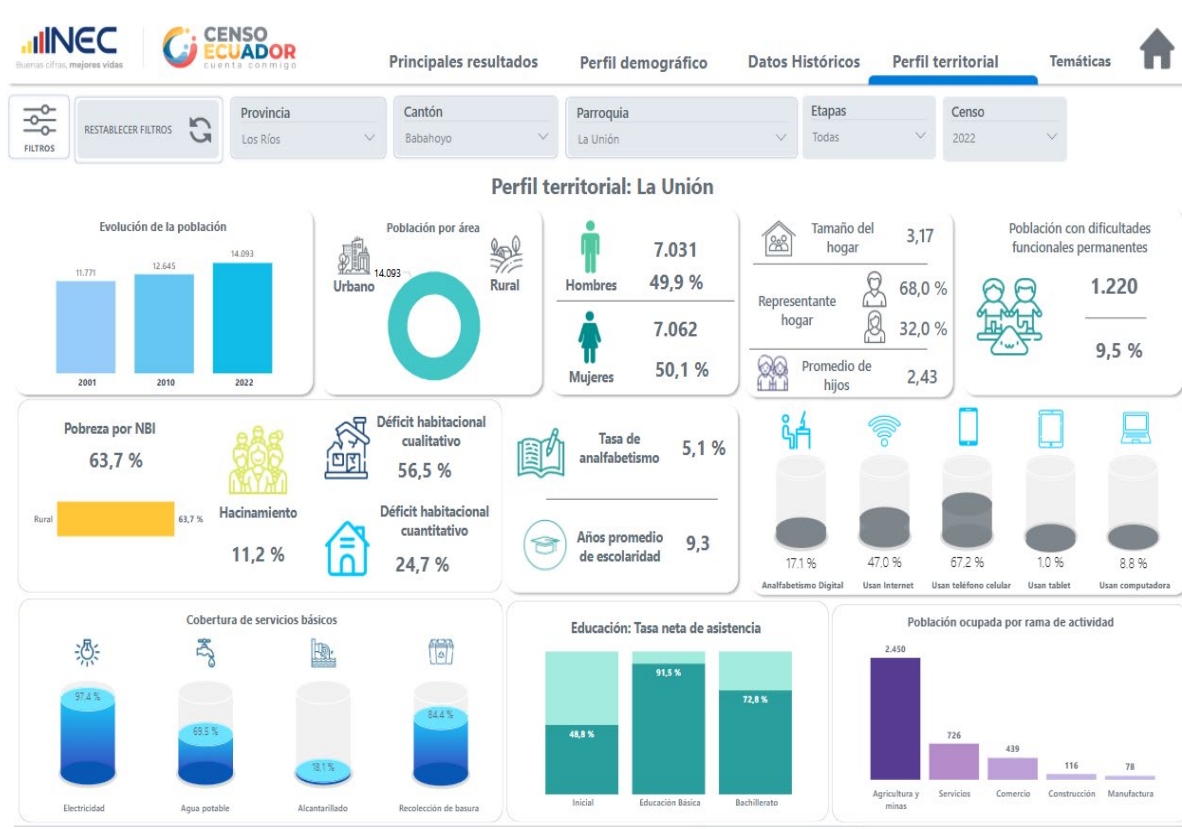 INEC
Buenas cifras, mejores vidas
CENSO
ECUADOR
cuenta conmigo
Principales resultados
Perfil demográfico
Datos Históricos
Perfil territorial
Temáticas
FILTROS
RESTABLECER FILTROS
Provincia
Los Ríos
Cantón
Babahoyo
Parroquia
La Unión
Etapas
Todas
Censo
2022
Perfil territorial: La Unión
Evolución de la población
11.771
12.645
14.093
2001
2010
2022
Población por área
14.093
Urbano
Rural
7.031
Hombres
49,9 %
7.062
Mujeres
50,1 %
Tamaño del
hogar
3,17
Representante
hogar
68,0 %
32,0 %
Promedio de
hijos
2,43
Población con dificultades
funcionales permanentes
1.220
9,5 %
Pobreza por NBI
63,7 %
Rural
63,7 %
Hacinamiento
11,2 %
Déficit habitacional
cualitativo
56,5 %
Déficit habitacional
cuantitativo
24,7 %
Tasa de
analfabetismo
5,1 %
Años promedio
de escolaridad
9,3
17.1 %
47.0 %
67.2 %
1.0 %
8.8 %
Analfabetismo Digital
Usan Internet
Usan teléfono celular
Usan tablet
Usan computadora
Cobertura de servicios básicos
97.4 %
69.5 %
18.1 %
84.4 %
Electricidad
Agua potable
Alcantarillado
Recolección de basura
Educación: Tasa neta de asistencia
48,8 %
91,5 %
72,8 %
Inicial
Educación Básica
Bachillerato
Población ocupada por rama de actividad
2.450
726
439
116
78
Agricultura y
minas
Servicios
Comercio
Construcción
Manufactura